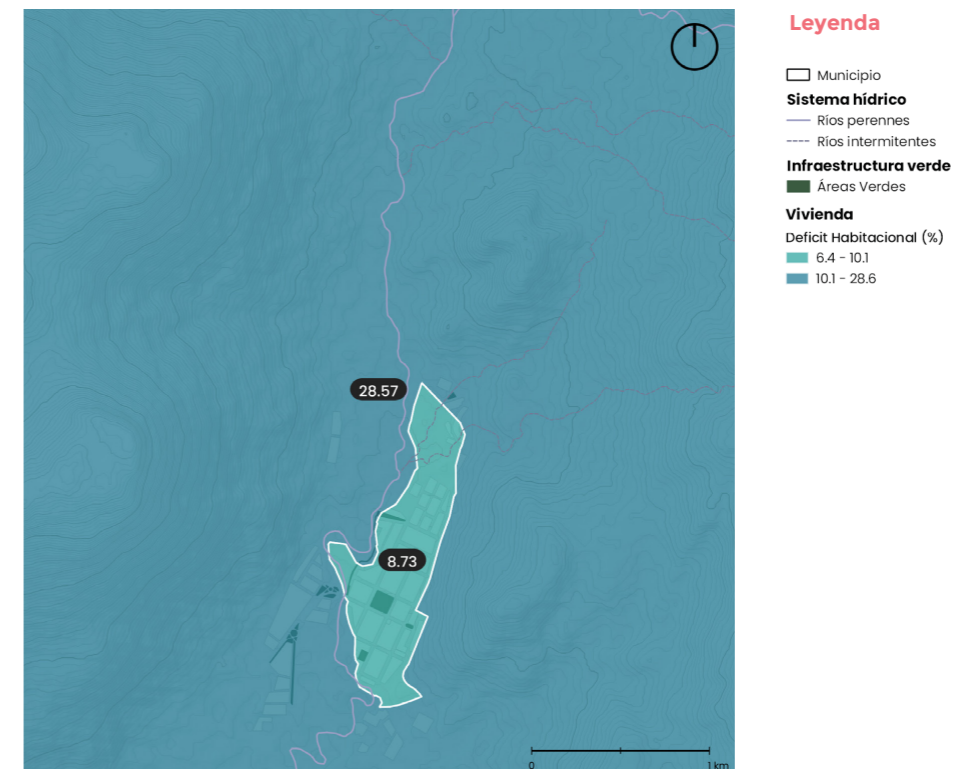 Leyenda
Municipio
Sistema hídrico
Ríos perennes
Ríos intermitentes
Infraestructura verde
Áreas Verdes
Vivienda
Deficit Habitacional (%)
6.4 - 10.1
10.1 - 28.6
28.57
8.73
0 1 km